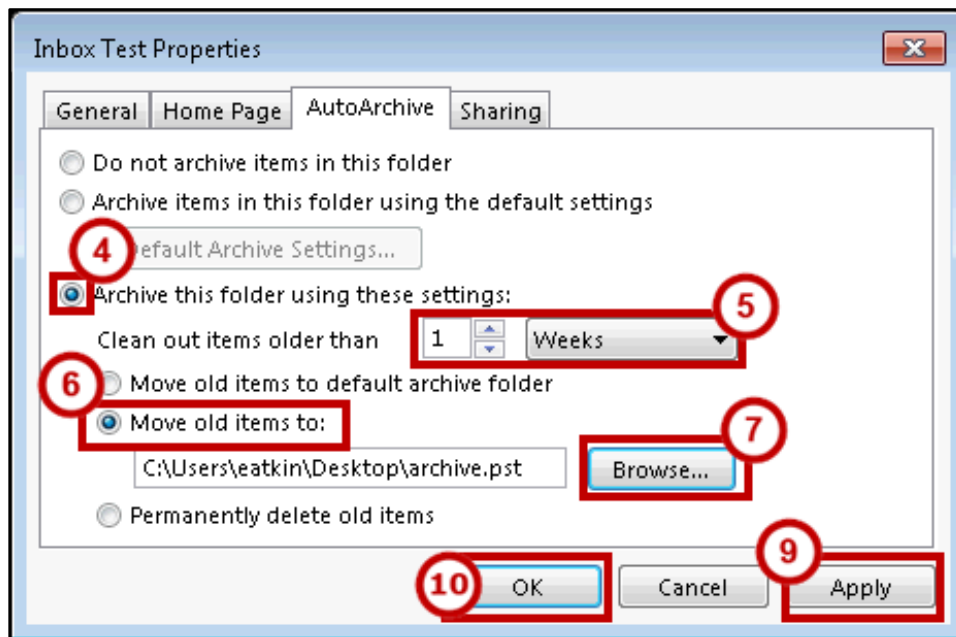 Inbox Test Properties
General Home Page AutoArchive Sharing
Do not archive items in this folder
Archive items in this folder using the default settings
4 efault Archive Settings...
Archive this folder using these settings:
5
Clean out items older than 1 Weeks
6 Move old items to default archive folder
Move old items to:
7
C:\Users\eatkin\Desktop\archive.pst Browse...
Permanently delete old items
9
10 OK Cancel Apply